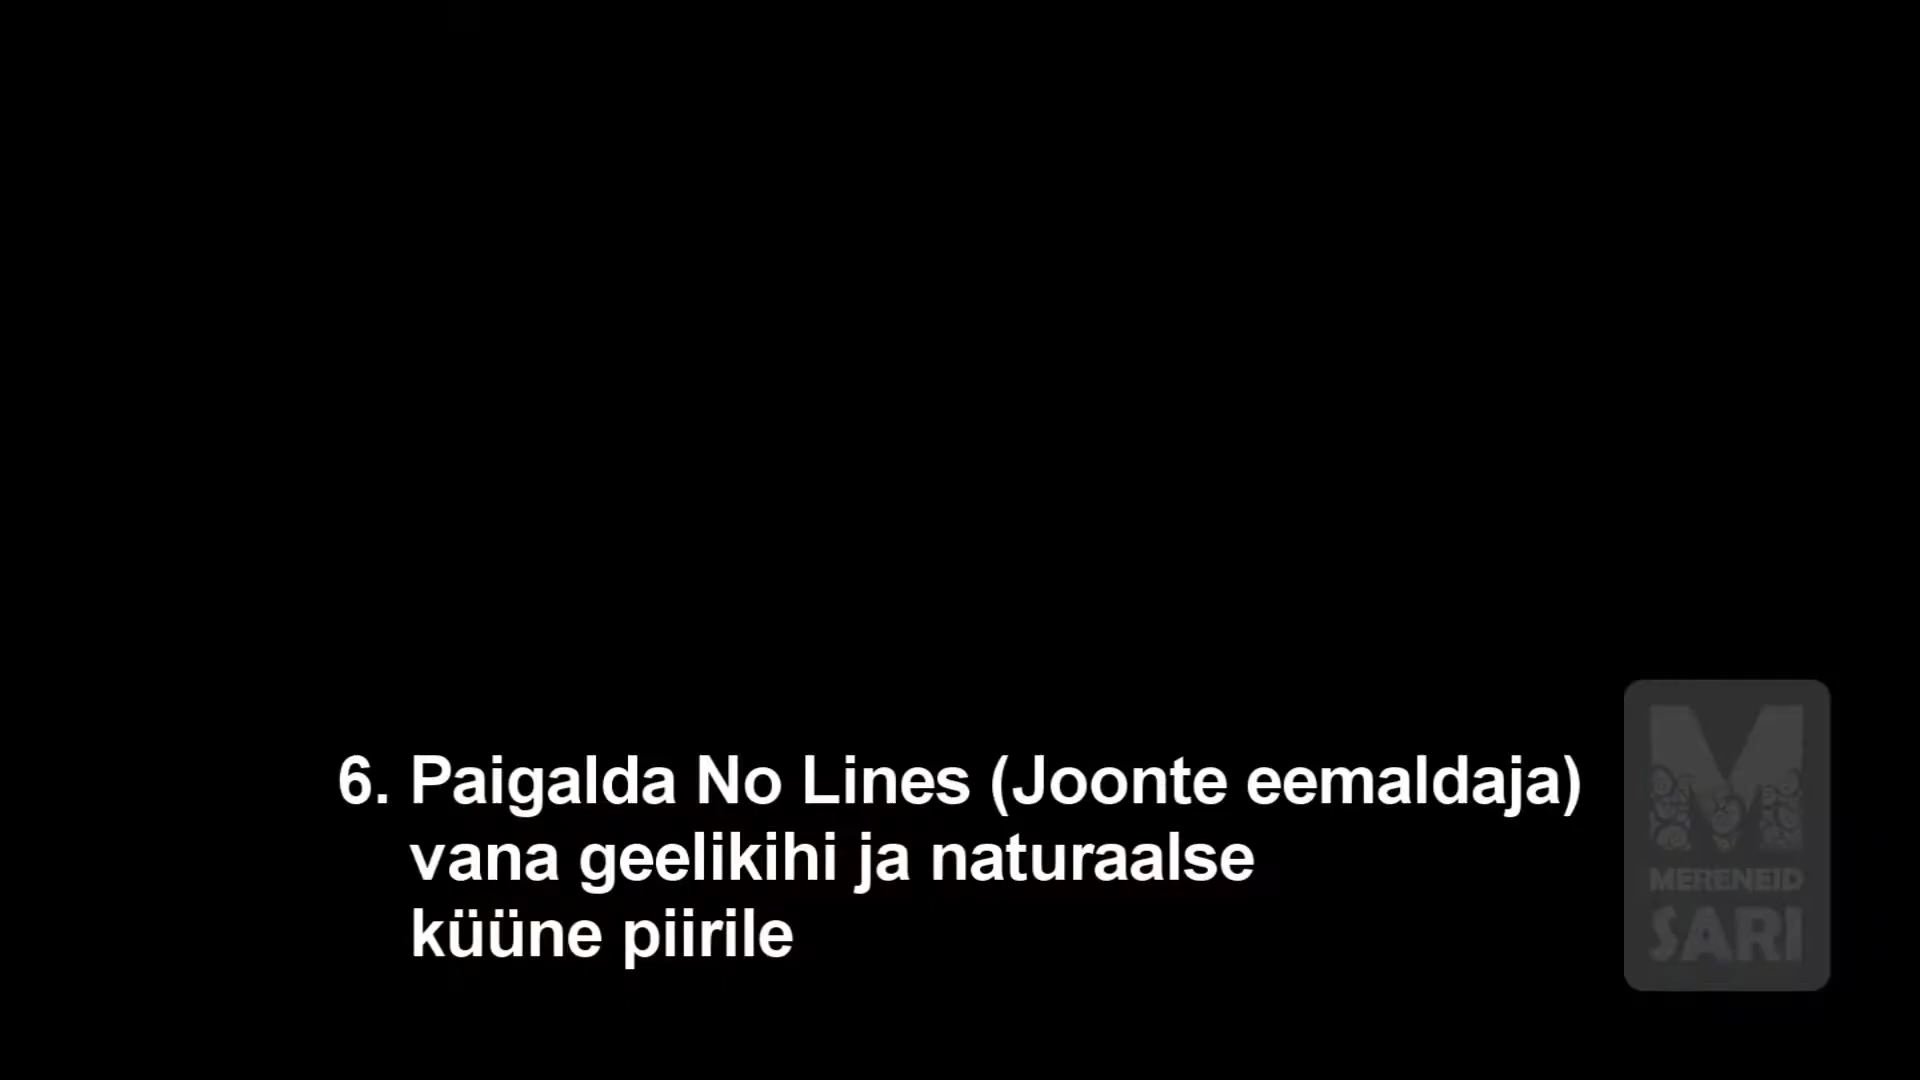 6. Paigalda No Lines (Joonte eemaldaja)
vana geelikihi ja naturaalse
küüne piirile
M
MERENEID
SARI